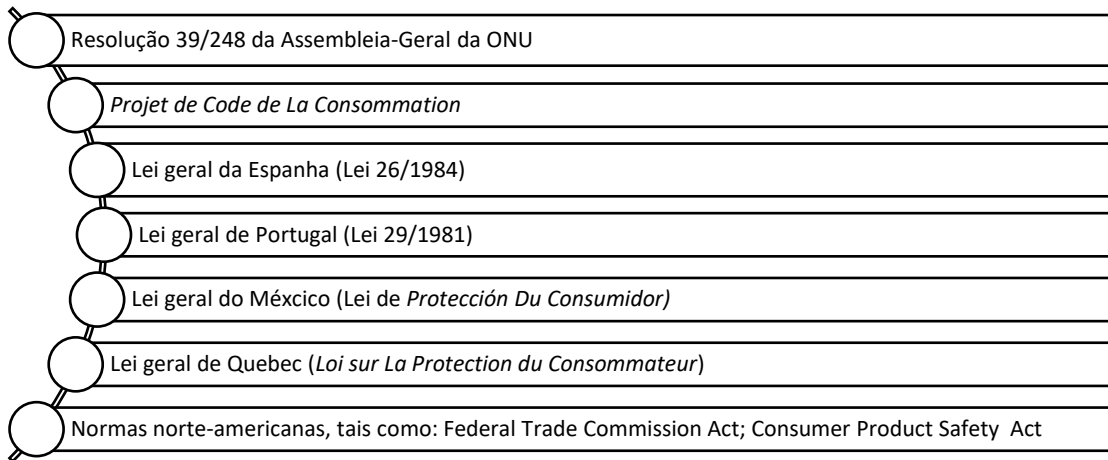 Resolução 39/248 da Assembleia-Geral da ONU
Projet de Code de La Consommation
Lei geral da Espanha (Lei 26/1984)
Lei geral de Portugal (Lei 29/1981)
Lei geral do Méxcico (Lei de Protección Du Consumidor)
Lei geral de Quebec (Loi sur La Protection du Consommateur)
Normas norte-americanas, tais como: Federal Trade Commission Act; Consumer Product Safety Act